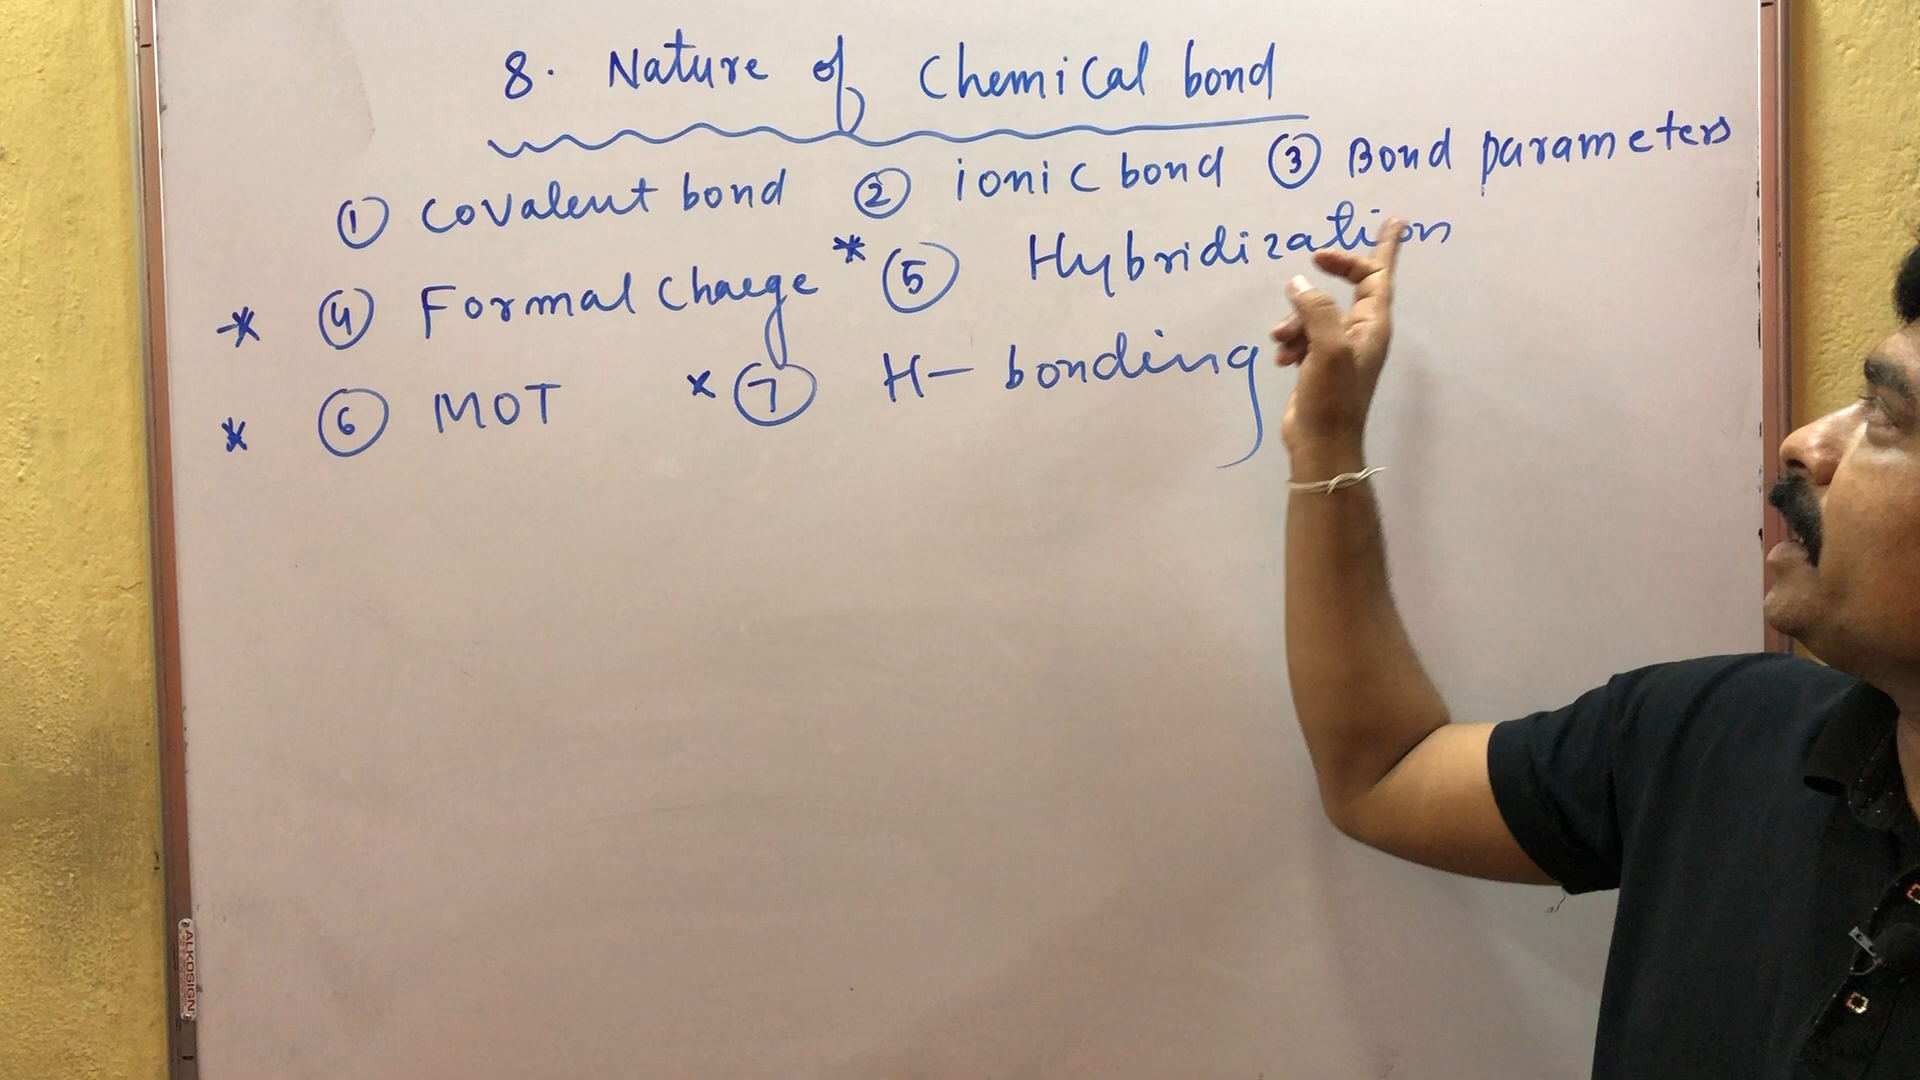 8. Nature of Chemical bond
① Covalent bond ② ionic bond ③ Bond parameters
* ④ Formal Charge * ⑤ Hybridization
* ⑥ MOT * ⑦ H- bonding
ALKOSIGN